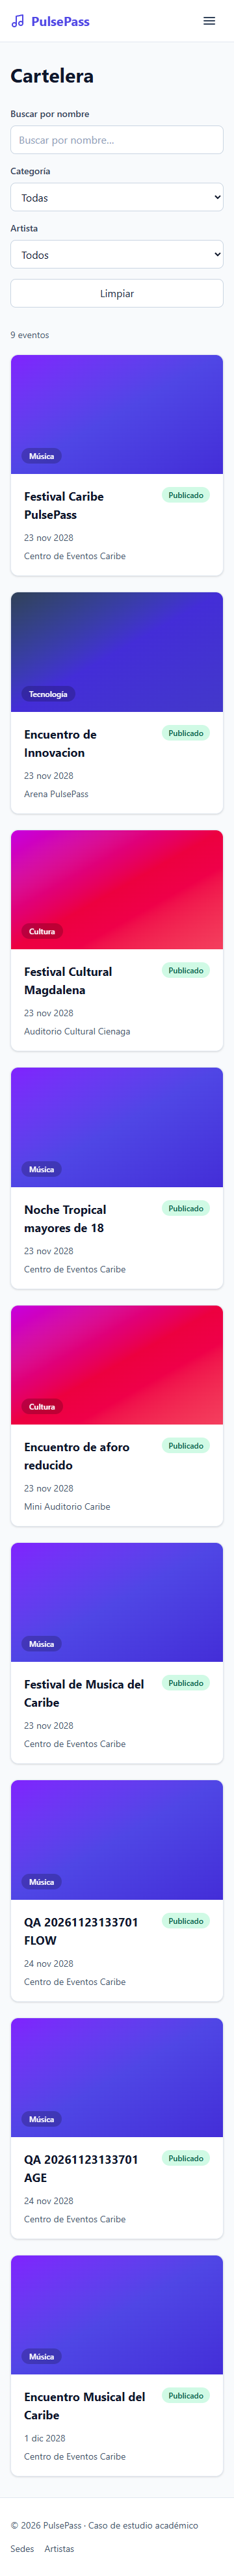 PulsePass
Cartelera
Buscar por nombre
Buscar por nombre...
Categoría
Todas
Artista
Todos
Limpiar
9 eventos
Música
Festival Caribe
PulsePass
Publicado
23 nov 2028
Centro de Eventos Caribe
Tecnología
Encuentro de
Innovacion
Publicado
23 nov 2028
Arena PulsePass
Cultura
Festival Cultural
Magdalena
Publicado
23 nov 2028
Auditorio Cultural Cienaga
Música
Noche Tropical
mayores de 18
Publicado
23 nov 2028
Centro de Eventos Caribe
Cultura
Encuentro de aforo
reducido
Publicado
23 nov 2028
Mini Auditorio Caribe
Música
Festival de Musica del
Caribe
Publicado
23 nov 2028
Centro de Eventos Caribe
Música
QA 20261123133701
FLOW
Publicado
24 nov 2028
Centro de Eventos Caribe
Música
QA 20261123133701
AGE
Publicado
24 nov 2028
Centro de Eventos Caribe
Música
Encuentro Musical del
Caribe
Publicado
1 dic 2028
Centro de Eventos Caribe
© 2026 PulsePass · Caso de estudio académico
Sedes Artistas